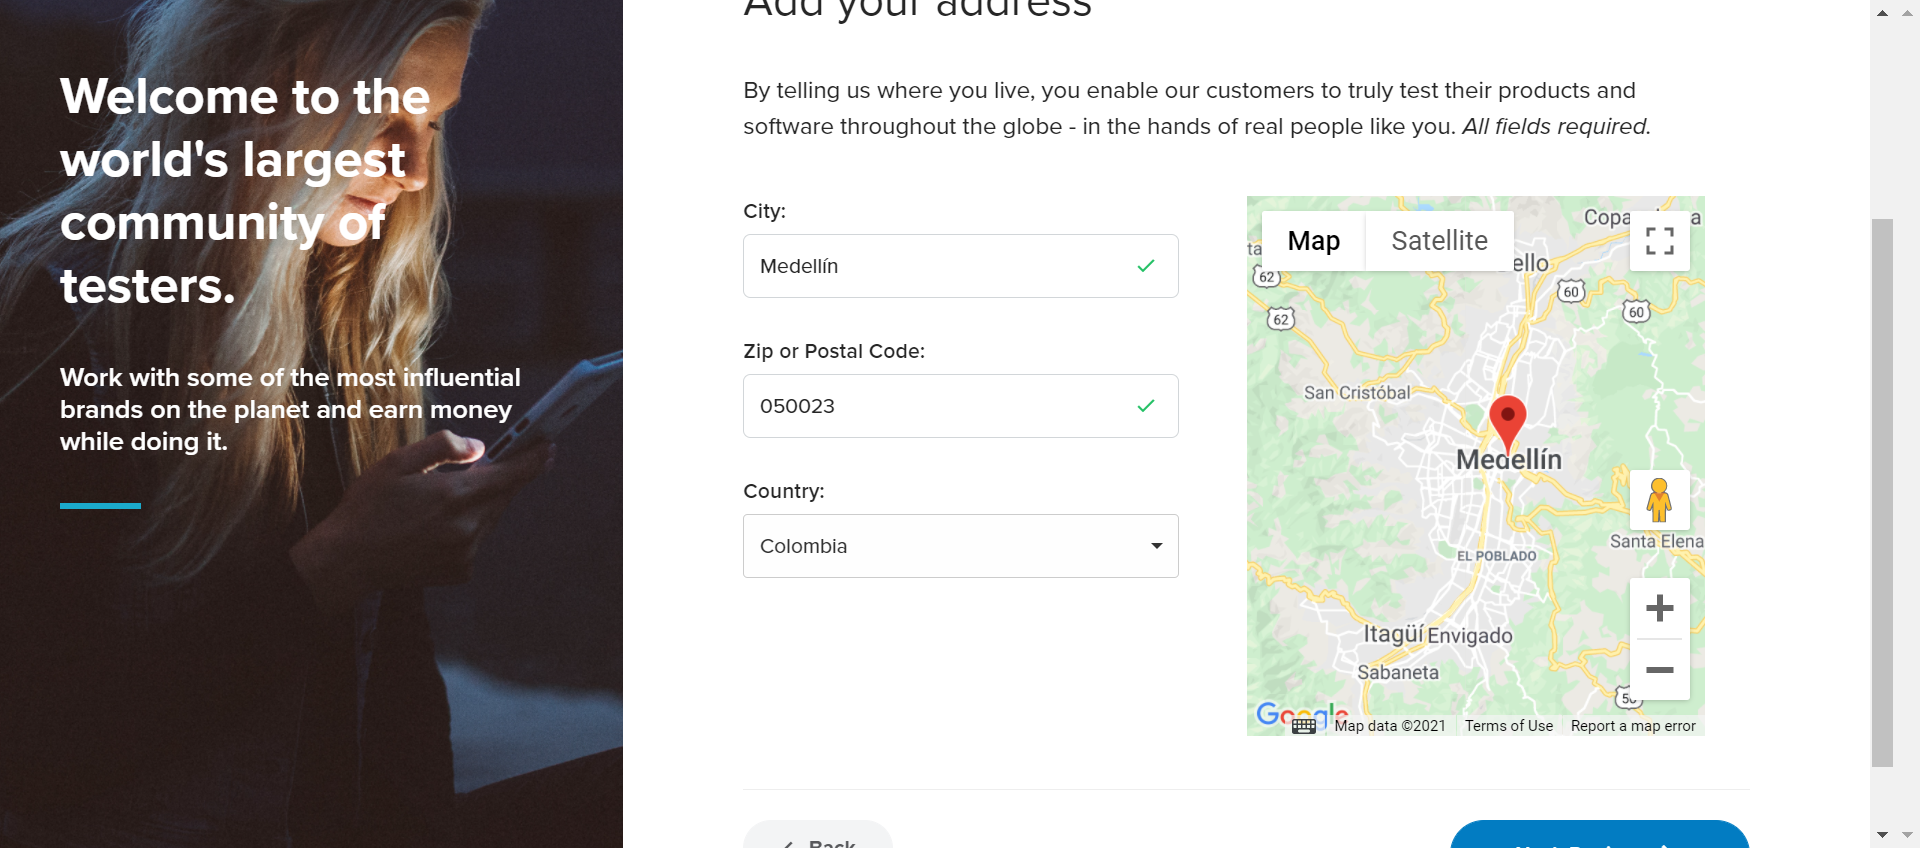 Welcome to the
world's largest
community of
testers.
Work with some of the most influential
brands on the planet and earn money
while doing it.
Add your address
By telling us where you live, you enable our customers to truly test their products and
software throughout the globe - in the hands of real people like you. All fields required.
City:
Medellín
Zip or Postal Code:
050023
Country:
Colombia
Map
Satellite
62
60
62
60
San Cristóbal
Medellín
Santa Elena
EL POBLADO
Itagüí
Envigado
Sabaneta
Google
Map data ©2021
Terms of Use
Report a map error
Back